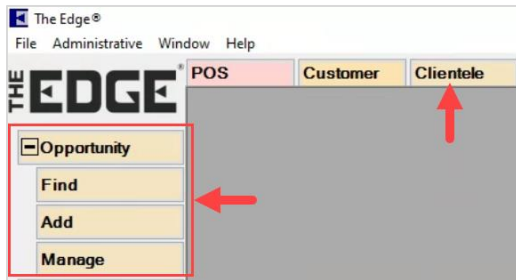 The Edge®
File Administrative Window Help
THE EDGE®
POS Customer Clientele
Opportunity
Find
Add
Manage